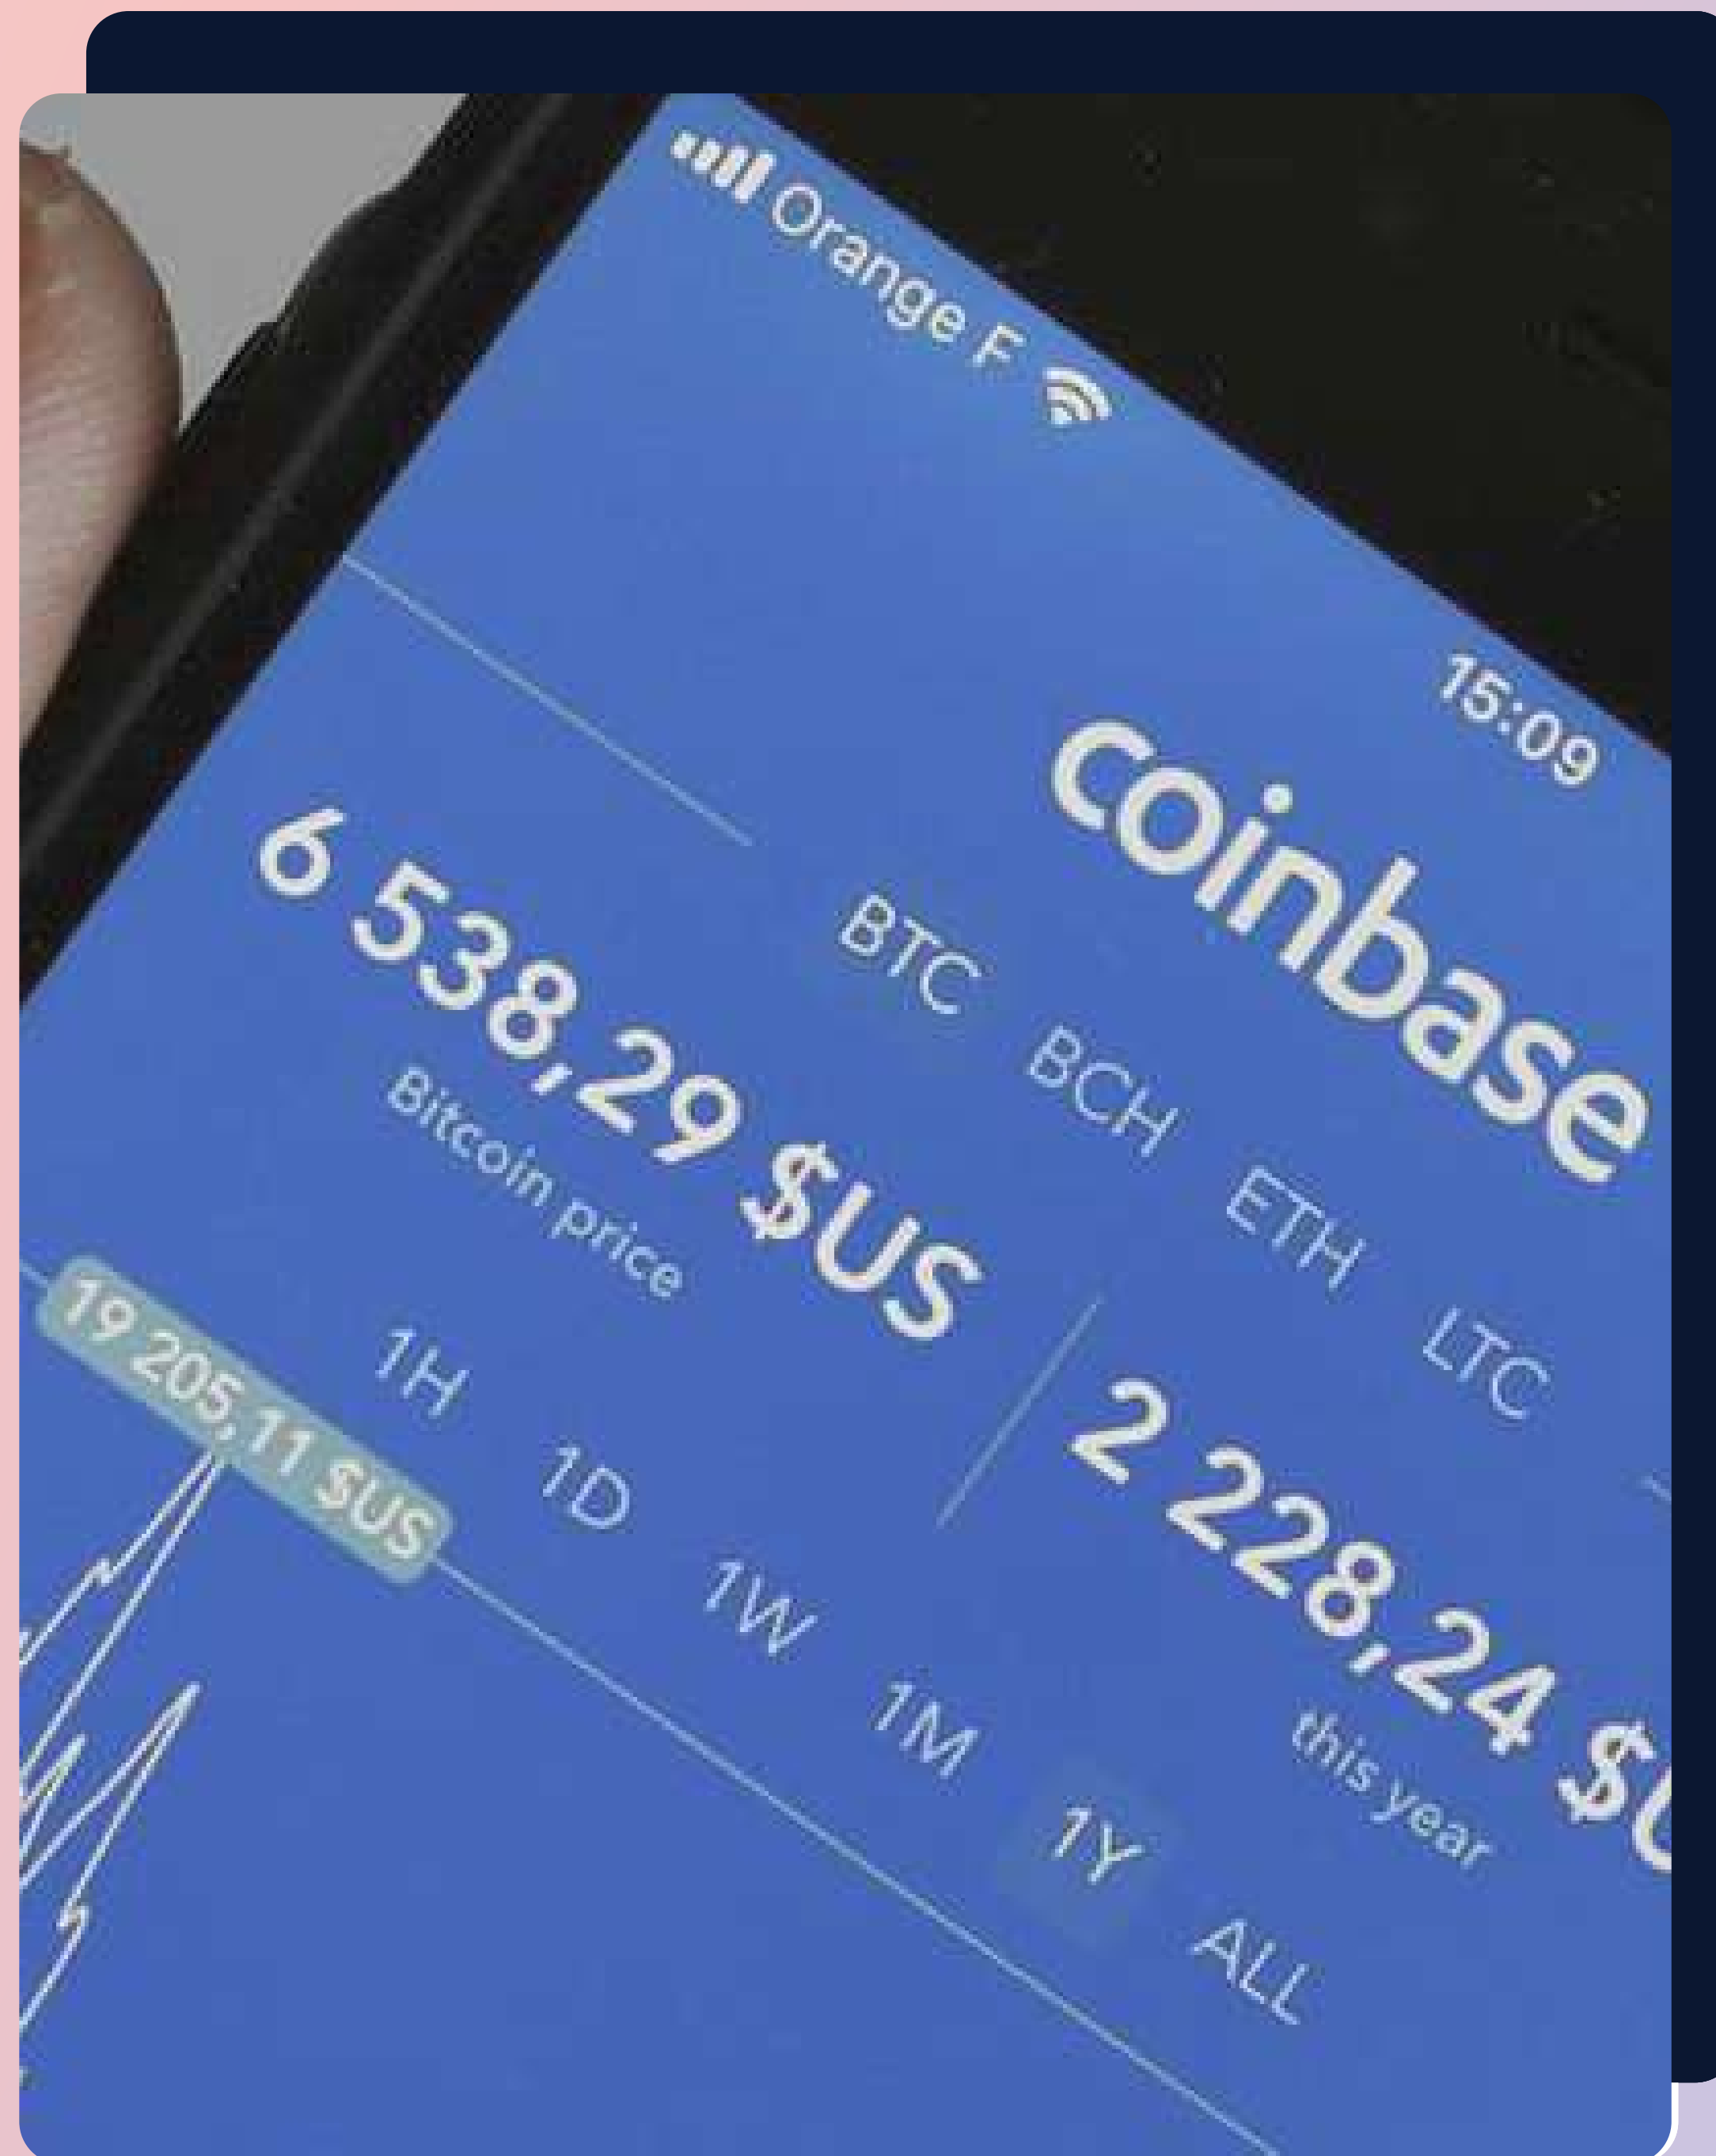 Orange F
15:09
coinbase
BTC BCH ETH LTC
6 538,29 $US
Bitcoin price
2 228,24
this year
1H 1D 1W 1M 1Y ALL
19 205,11 $US